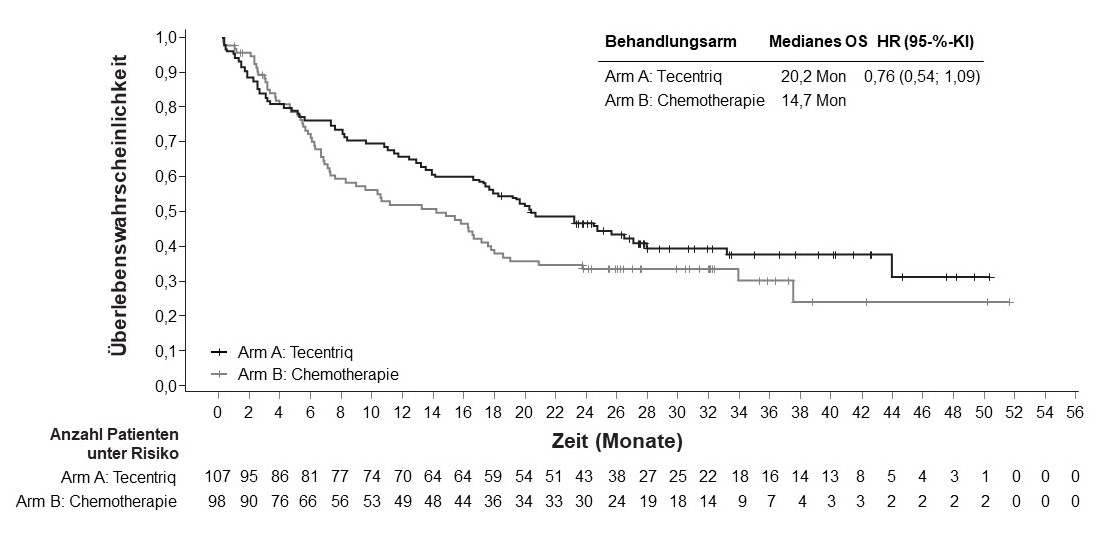 Überlebenswahrscheinlichkeit
1,0
0,9
0,8
0,7
0,6
0,5
0,4
0,3
0,2
0,1
0,0
Behandlungsarm Medianes OS HR (95-%-KI)
Arm A: Tecentriq 20,2 Mon 0,76 (0,54; 1,09)
Arm B: Chemotherapie 14,7 Mon
Arm A: Tecentriq
Arm B: Chemotherapie
0 2 4 6 8 10 12 14 16 18 20 22 24 26 28 30 32 34 36 38 40 42 44 46 48 50 52 54 56
Zeit (Monate)
Anzahl Patienten
unter Risiko
Arm A: Tecentriq 107 95 86 81 77 74 70 64 64 59 54 51 43 38 27 25 22 18 16 14 13 8 5 4 3 1 0 0 0
Arm B: Chemotherapie 98 90 76 66 56 53 49 48 44 36 34 33 30 24 19 18 14 9 7 4 3 3 2 2 2 2 0 0 0